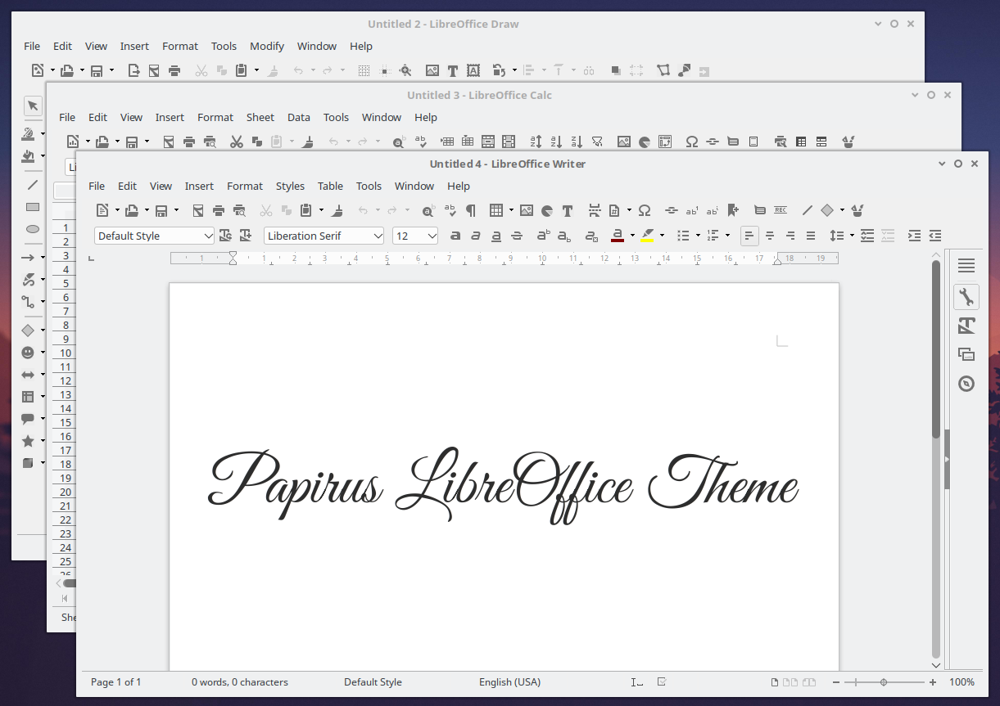 Untitled 2 - LibreOffice Draw
File Edit View Insert Format Tools Modify Window Help
Untitled 3 - LibreOffice Calc
File Edit View Insert Format Sheet Data Tools Window Help
Untitled 4 - LibreOffice Writer
File Edit View Insert Format Styles Table Tools Window Help
Default Style Liberation Serif 12
1 1 2 3 4 5 6 7 8 9 10 11 12 13 14 15 16 17 18 19
1
2
3
4
5
6
7
8
9
10
11
12
13
14
15
16
17
18
19
20
21
22
23
24
25
26
Papirus LibreOffice Theme
She
Page 1 of 1 0 words, 0 characters Default Style English (USA) 100%